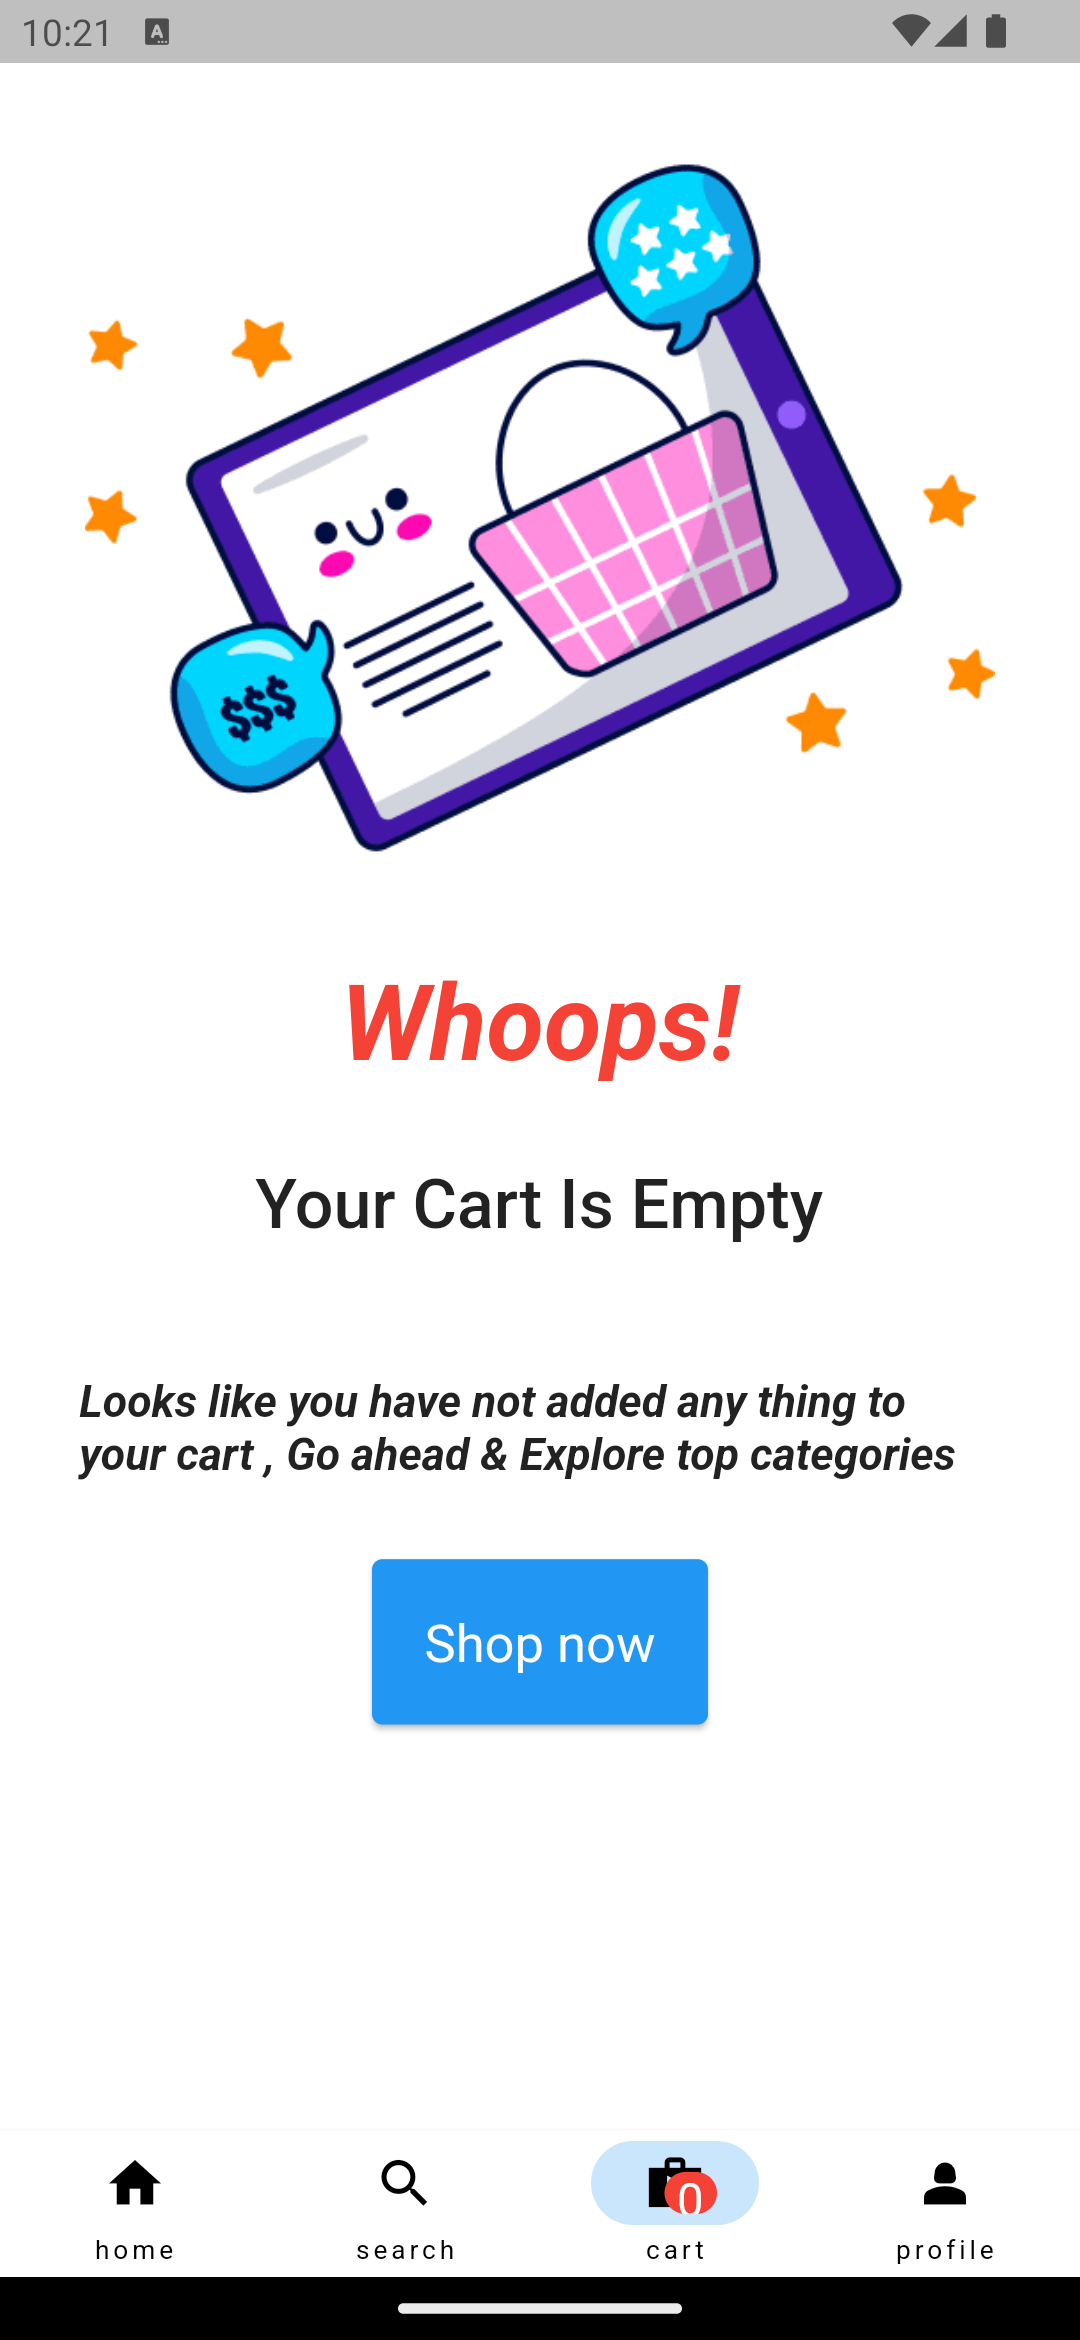 10:21
$$$
Whoops!
Your Cart Is Empty
Looks like you have not added any thing to
your cart , Go ahead & Explore top categories
Shop now
0
home
search
cart
profile